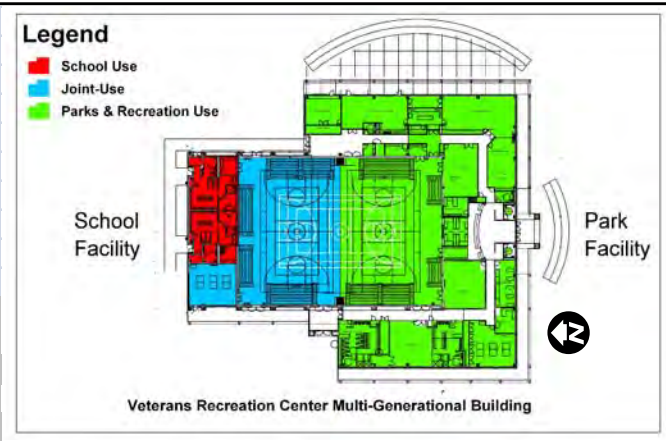 Legend
School Use
Joint-Use
Parks & Recreation Use
School
Facility
Park
Facility
N
Veterans Recreation Center Multi-Generational Building